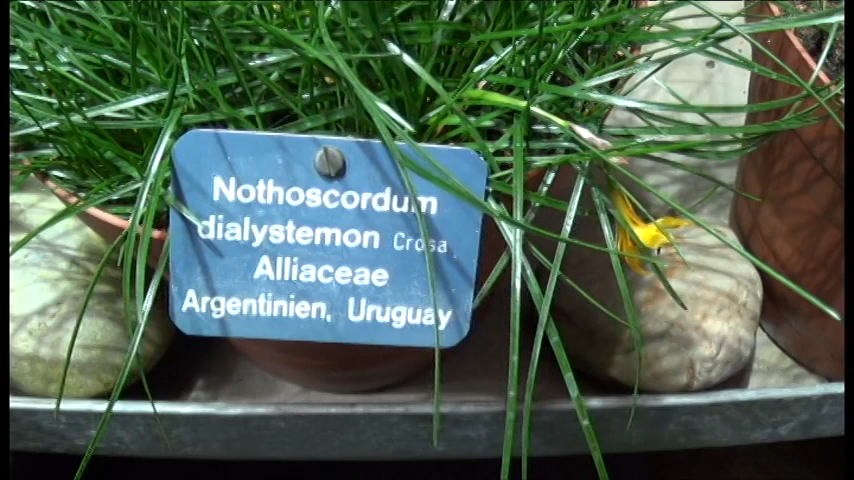 Nothoscordum
dialystemon Crosa
Alliaceae
Argentinien, Uruguay